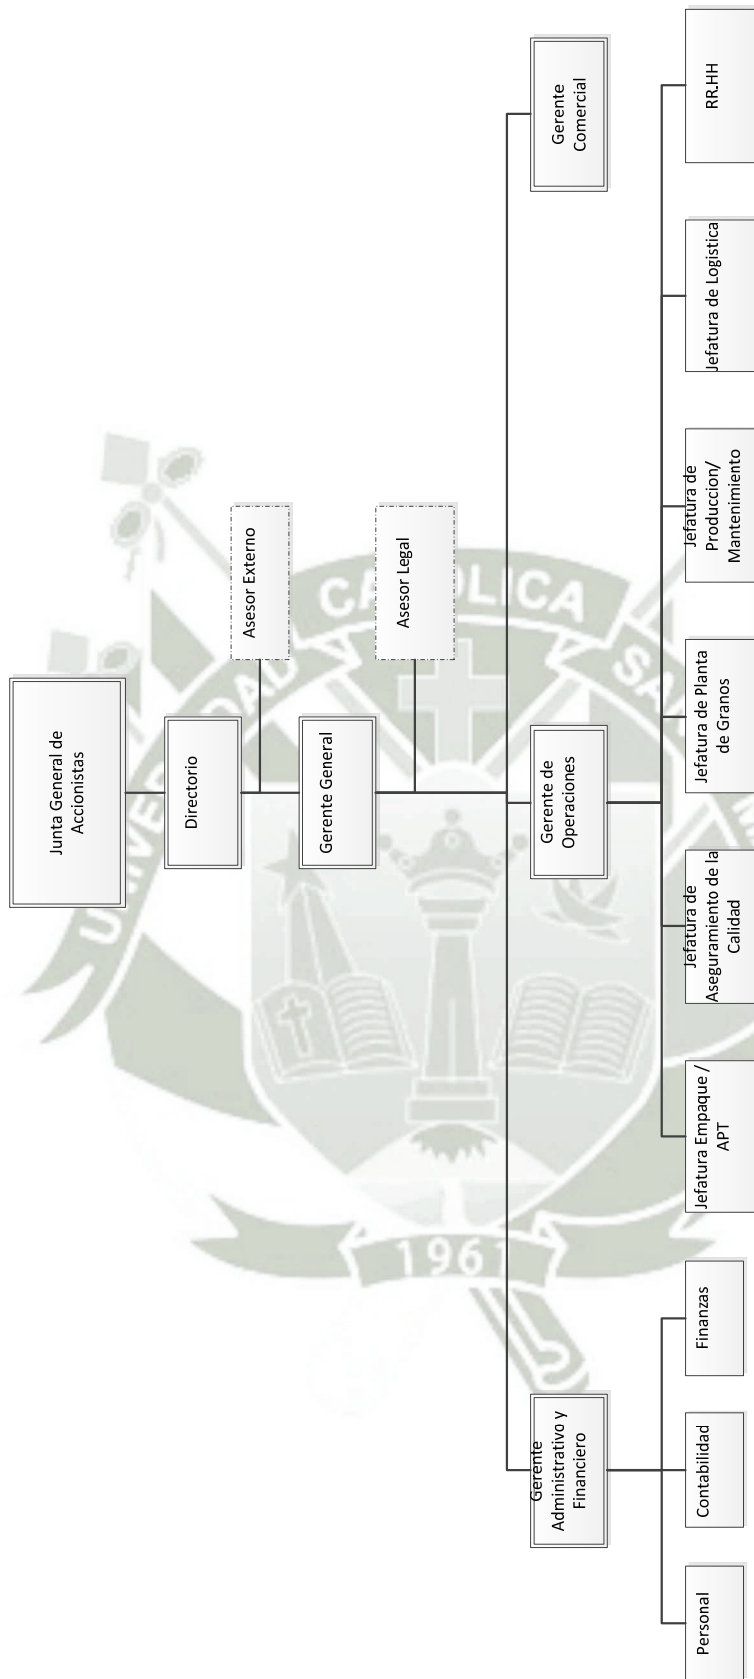 Junta General de
Accionistas
Directorio
Asesor Externo
Gerente General
Asesor Legal
Gerente
Administrativo y
Financiero
Gerente de
Operaciones
Gerente
Comercial
Personal
Contabilidad
Finanzas
Jefatura Empaque /
APT
Jefatura de
Aseguramiento de la
Calidad
Jefatura de Planta
de Granos
Jefatura de
Produccion/
Mantenimiento
Jefatura de Logistica
RR.HH
1961